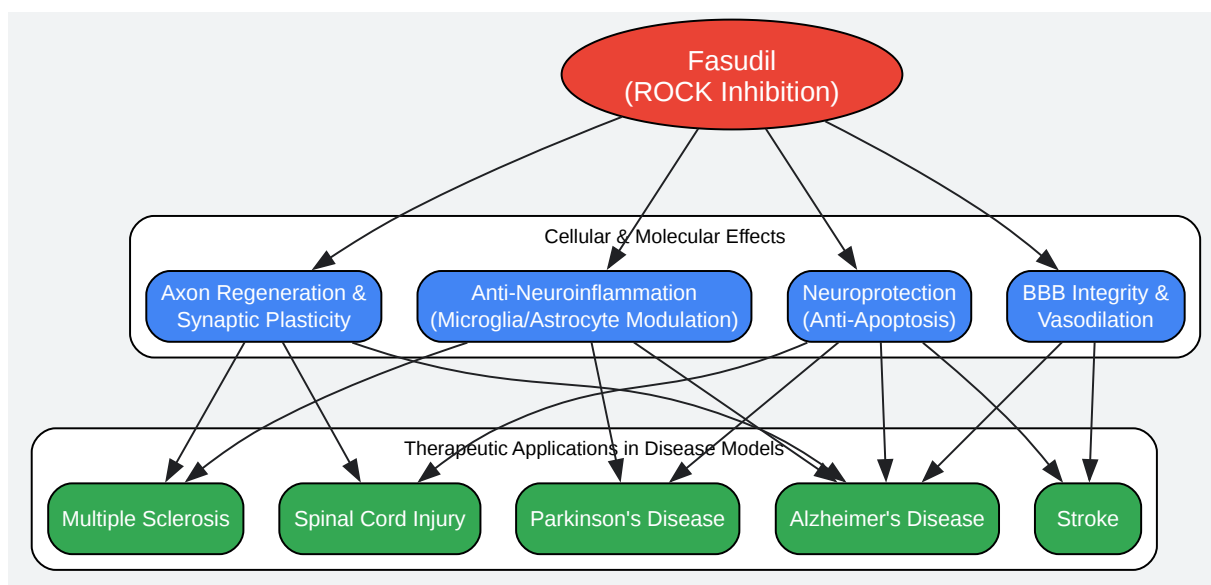 Fasudil
(ROCK Inhibition)
Cellular & Molecular Effects
Axon Regeneration &
Synaptic Plasticity
Anti-Neuroinflammation
(Microglia/Astrocyte Modulation)
Neuroprotection
(Anti-Apoptosis)
BBB Integrity &
Vasodilation
Therapeutic Applications in Disease Models
Multiple Sclerosis
Spinal Cord Injury
Parkinson's Disease
Alzheimer's Disease
Stroke